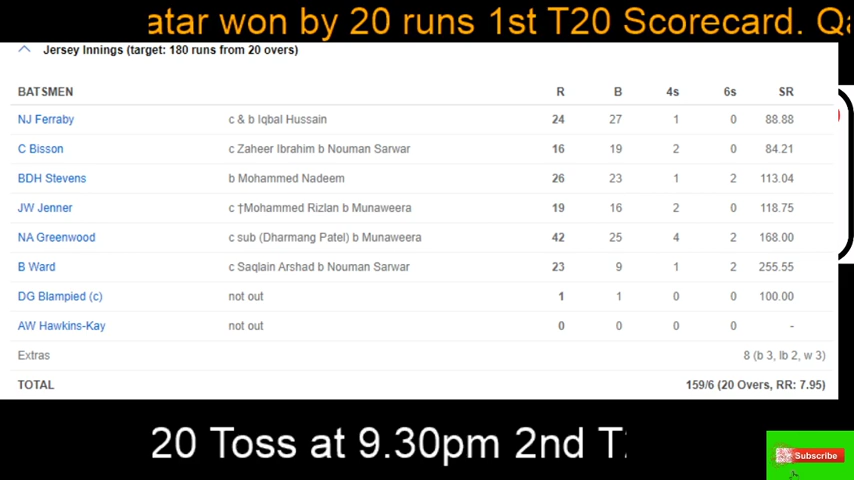 atar won by 20 runs 1st T20 Scorecard. Qa
Jersey Innings (target: 180 runs from 20 overs)
BATSMEN R B 4s 6s SR
NJ Ferraby c & b Iqbal Hussain 24 27 1 0 88.88
C Bisson c Zaheer Ibrahim b Nouman Sarwar 16 19 2 0 84.21
BDH Stevens b Mohammed Nadeem 26 23 1 2 113.04
JW Jenner c †Mohammed Rizlan b Munaweera 19 16 2 0 118.75
NA Greenwood c sub (Dharmang Patel) b Munaweera 42 25 4 2 168.00
B Ward c Saqlain Arshad b Nouman Sarwar 23 9 1 2 255.55
DG Blampied (c) not out 1 1 0 0 100.00
AW Hawkins-Kay not out 0 0 0 0 -
Extras 8 (b 3, lb 2, w 3)
TOTAL 159/6 (20 Overs, RR: 7.95)
20 Toss at 9.30pm 2nd T
Subscribe